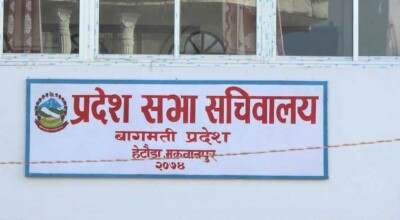 प्रदेश सभा सचिवालय
बागमती प्रदेश
हेटौंडा, मकवानपुर
२०७४